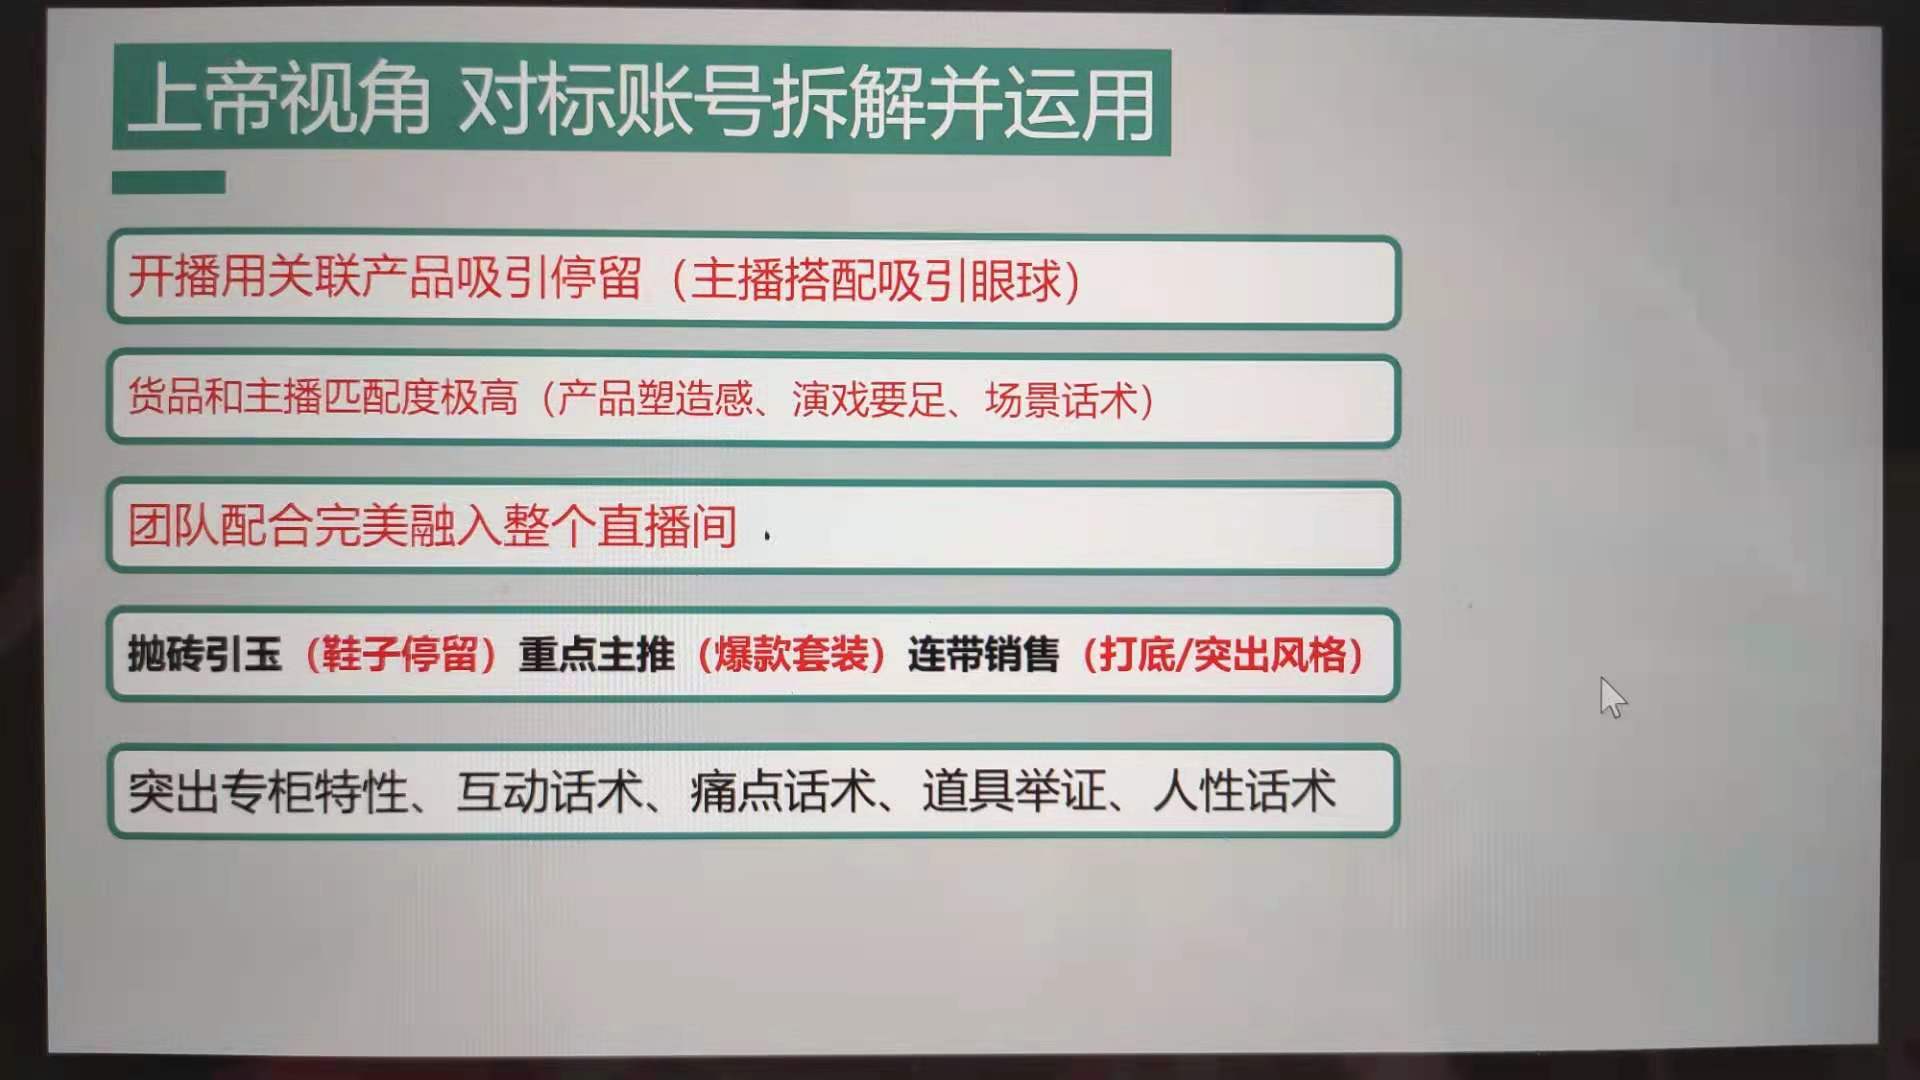 上帝视角 对标账号拆解并运用
开播用关联产品吸引停留（主播搭配吸引眼球）
货品和主播匹配度极高（产品塑造感、演戏要足、场景话术）
团队配合完美融入整个直播间
抛砖引玉（鞋子停留）重点主推（爆款套装）连带销售（打底/突出风格）
突出专柜特性、互动话术、痛点话术、道具举证、人性话术